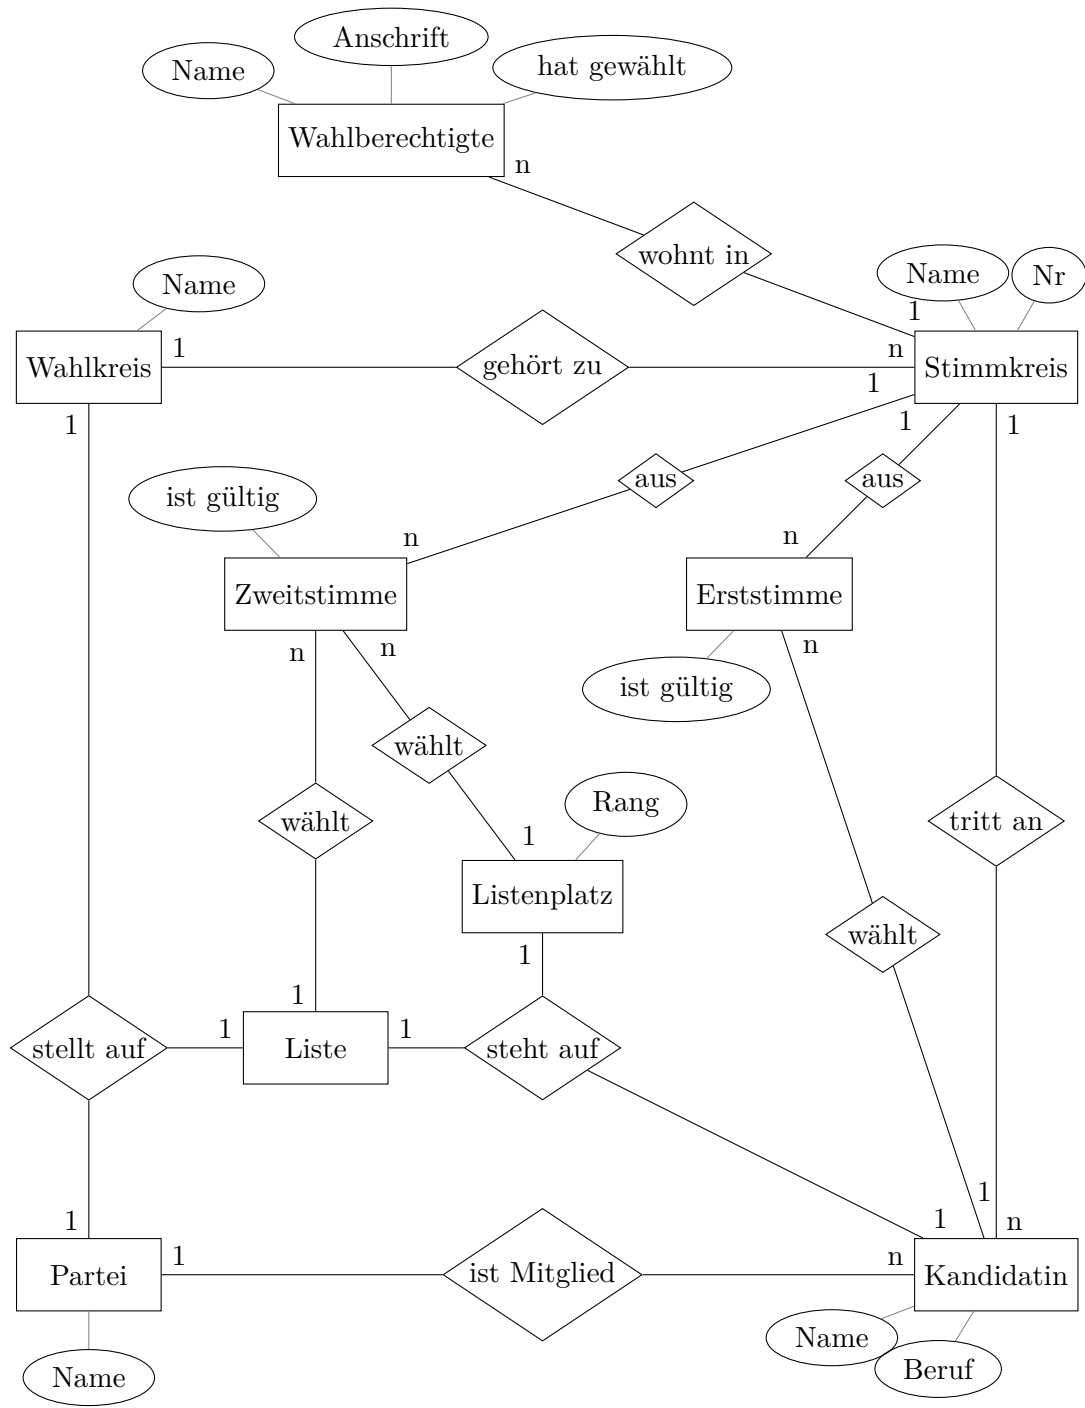 Anschrift
Name
hat gewählt
Wahlberechtigte
n
wohnt in
Name
Name
Nr
1
Wahlkreis
1
gehört zu
n
Stimmkreis
1
1
1
1
aus
aus
ist gültig
n
n
Zweitstimme
Erststimme
n
n
n
ist gültig
wählt
Rang
wählt
1
tritt an
Listenplatz
wählt
1
1
1
Liste
1
stellt auf
steht auf
1
1
1
n
1
n
Partei
ist Mitglied
Kandidatin
Name
Name
Beruf